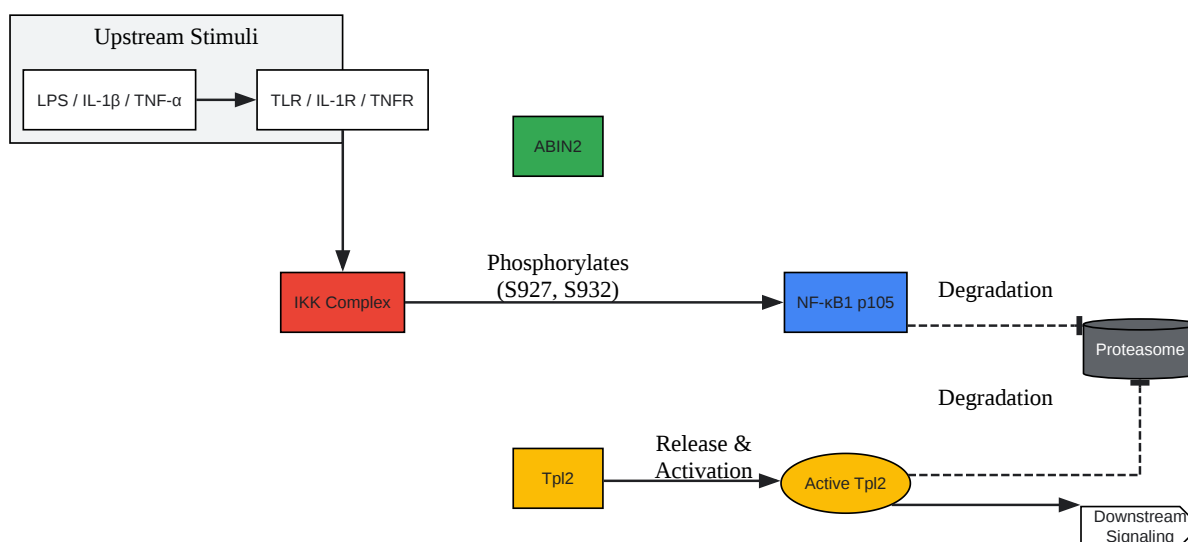 Upstream Stimuli
LPS / IL-1β / TNF-α
TLR / IL-1R / TNFR
ABIN2
Phosphorylates
(S927, S932)
IKK Complex
NF-κB1 p105
Degradation
Proteasome
Degradation
Release &
Activation
Tpl2
Active Tpl2
Downstream
Signaling